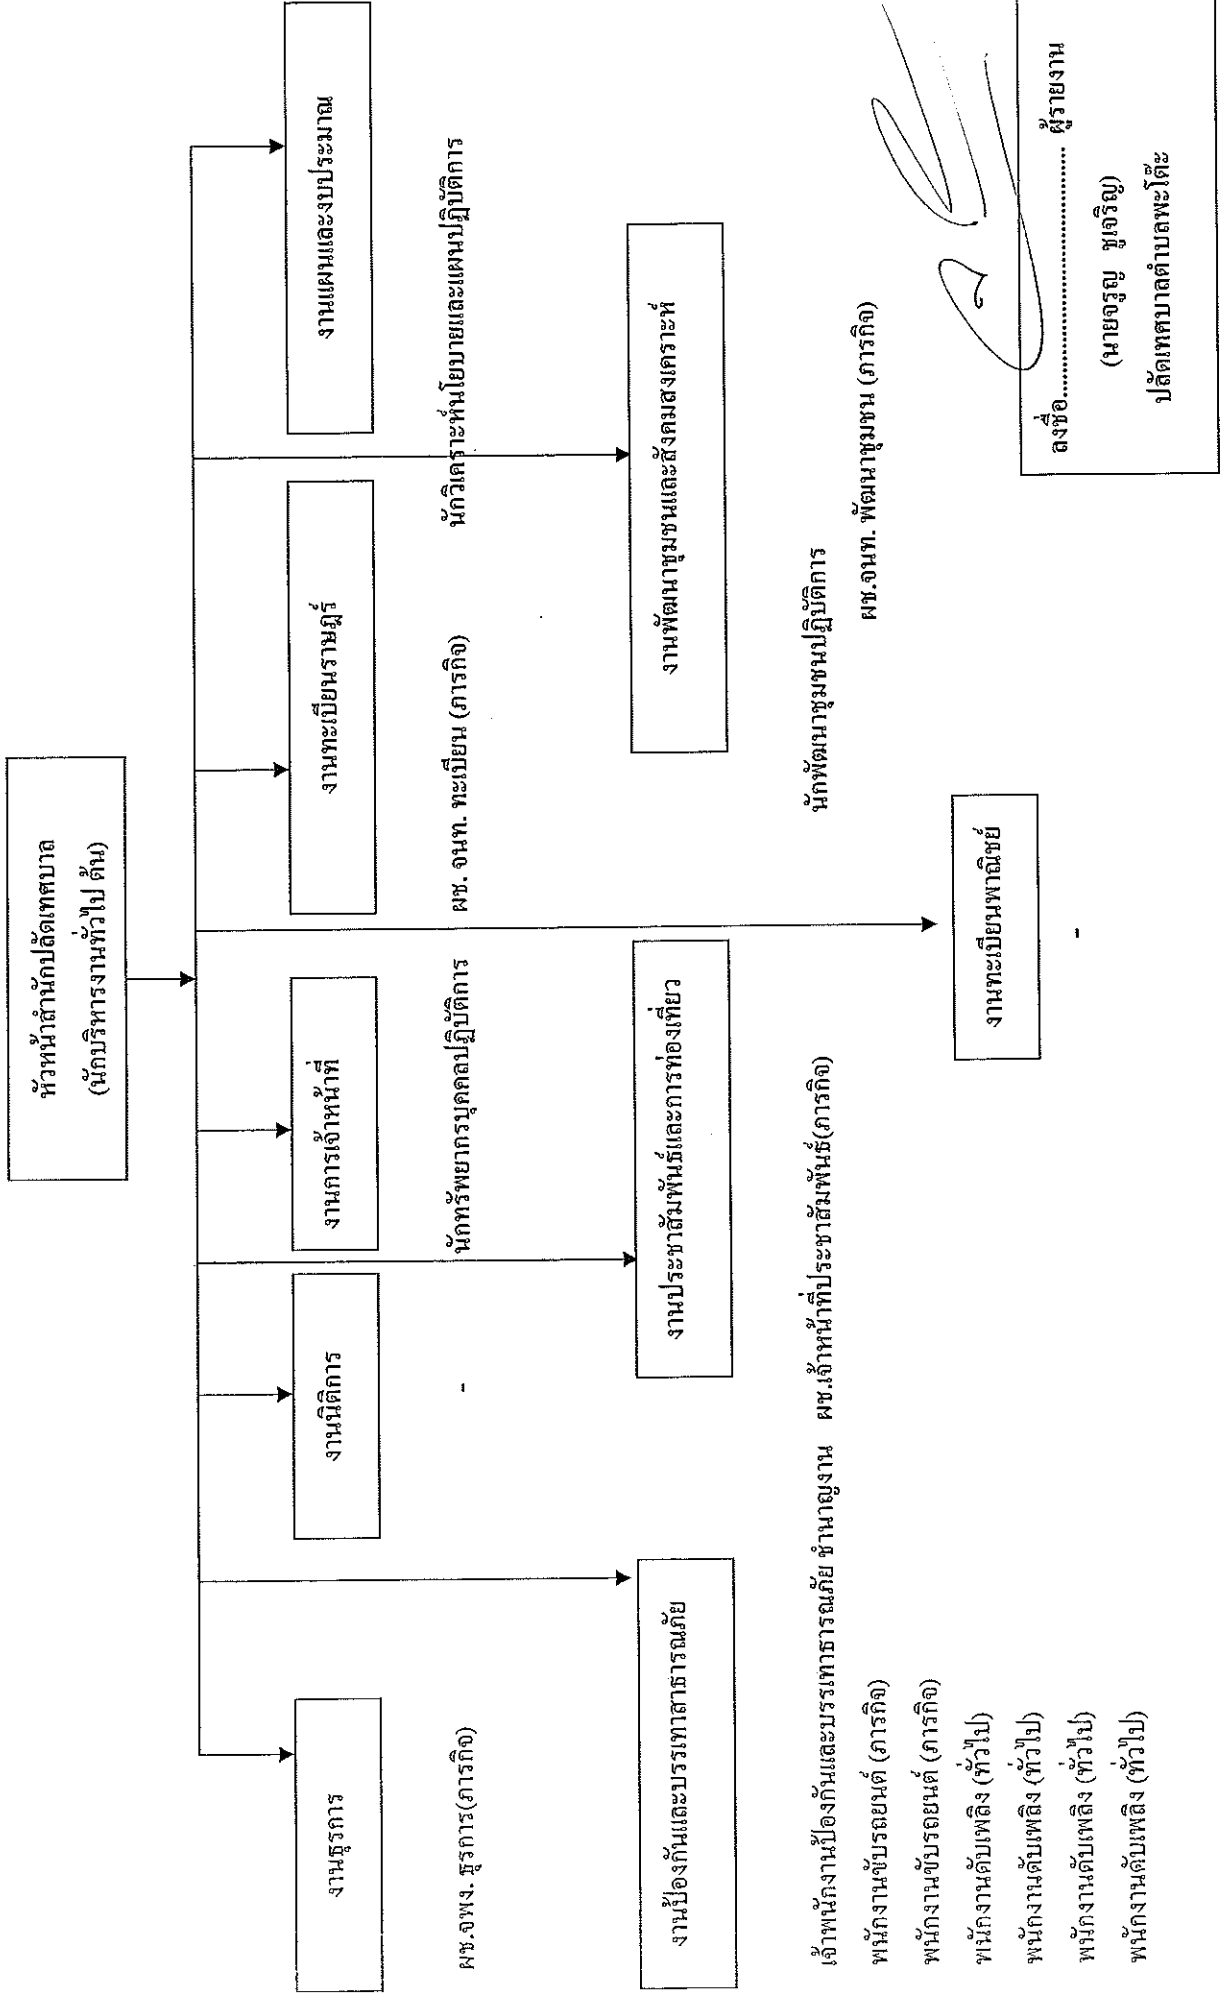 หัวหน้าสำนักปลัดเทศบาล
(นักบริหารงานทั่วไป ต้น)
งานธุรการ
งานนิติการ
งานการเจ้าหน้าที่
งานทะเบียนราษฎร์
งานแผนและงบประมาณ
ผช.จพง. ธุรการ(ภารกิจ)
-
นักทรัพยากรบุคคลปฏิบัติการ
ผช. จนท. ทะเบียน (ภารกิจ)
นักวิเคราะห์นโยบายและแผนปฏิบัติการ
งานป้องกันและบรรเทาสาธารณภัย
งานประชาสัมพันธ์และการท่องเที่ยว
งานพัฒนาชุมชนและสังคมสงเคราะห์
เจ้าพนักงานป้องกันและบรรเทาธารณภัย ชำนาญงาน
ผช.เจ้าหน้าที่ประชาสัมพันธ์(ภารกิจ)
นักพัฒนาชุมชนปฏิบัติการ
พนักงานขับรถยนต์ (ภารกิจ)
ผช.จนท. พัฒนาชุมชน (ภารกิจ)
พนักงานขับรถยนต์ (ภารกิจ)
พนักงานดับเพลิง (ทั่วไป)
พนักงานดับเพลิง (ทั่วไป)
พนักงานดับเพลิง (ทั่วไป)
พนักงานดับเพลิง (ทั่วไป)
งานทะเบียนพาณิชย์
-
ลงชื่อ........................................ ผู้รายงาน
(นายจรูญ ชูเจริญ)
ปลัดเทศบาลตำบลพะโต๊ะ